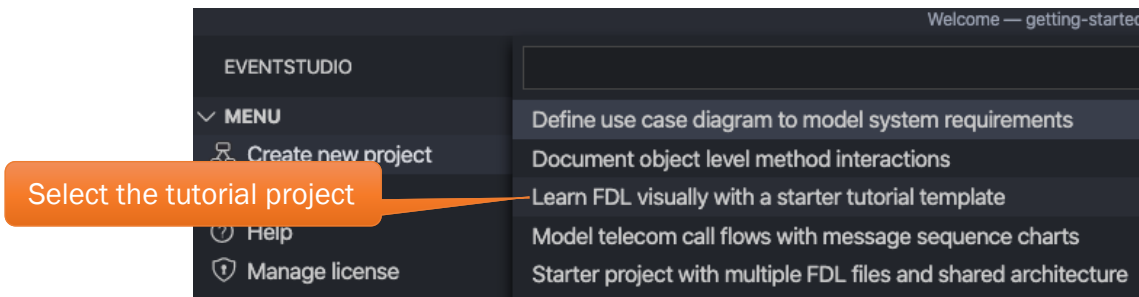 Welcome — getting-started
EVENTSTUDIO
MENU
Create new project
Select the tutorial project
Help
Manage license
Define use case diagram to model system requirements
Document object level method interactions
Learn FDL visually with a starter tutorial template
Model telecom call flows with message sequence charts
Starter project with multiple FDL files and shared architecture